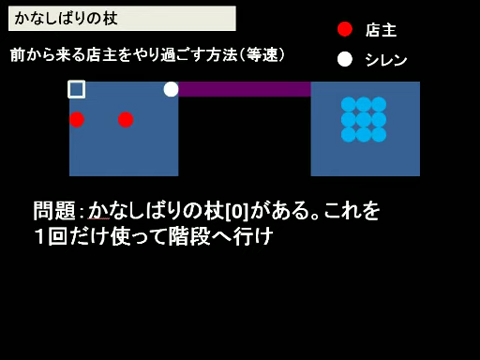 かなしばりの杖
店主
前から来る店主をやり過ごす方法（等速）
シレン
問題：かなしばりの杖[0]がある。これを
１回だけ使って階段へ行け